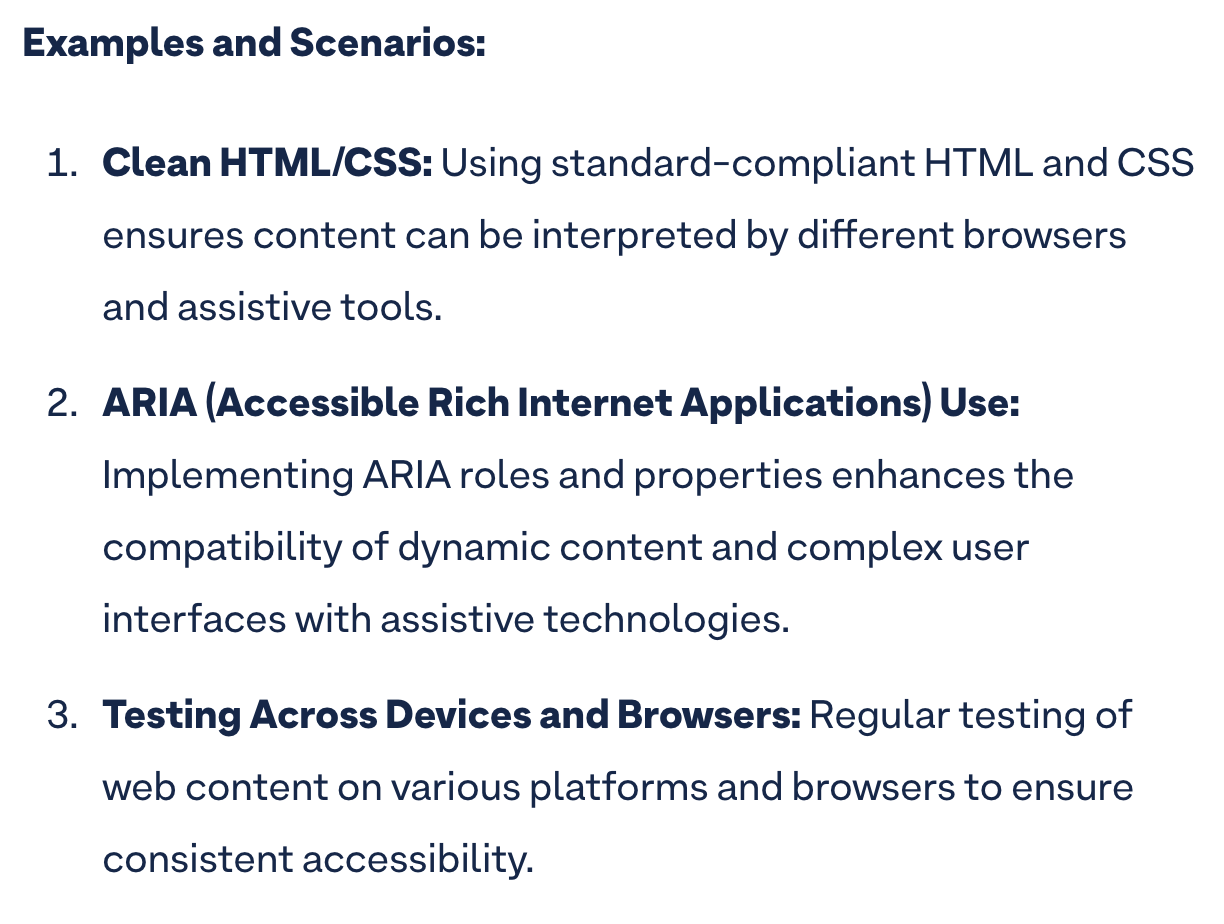 Examples and Scenarios:
1. Clean HTML/CSS: Using standard-compliant HTML and CSS
ensures content can be interpreted by different browsers
and assistive tools.
2. ARIA (Accessible Rich Internet Applications) Use:
Implementing ARIA roles and properties enhances the
compatibility of dynamic content and complex user
interfaces with assistive technologies.
3. Testing Across Devices and Browsers: Regular testing of
web content on various platforms and browsers to ensure
consistent accessibility.